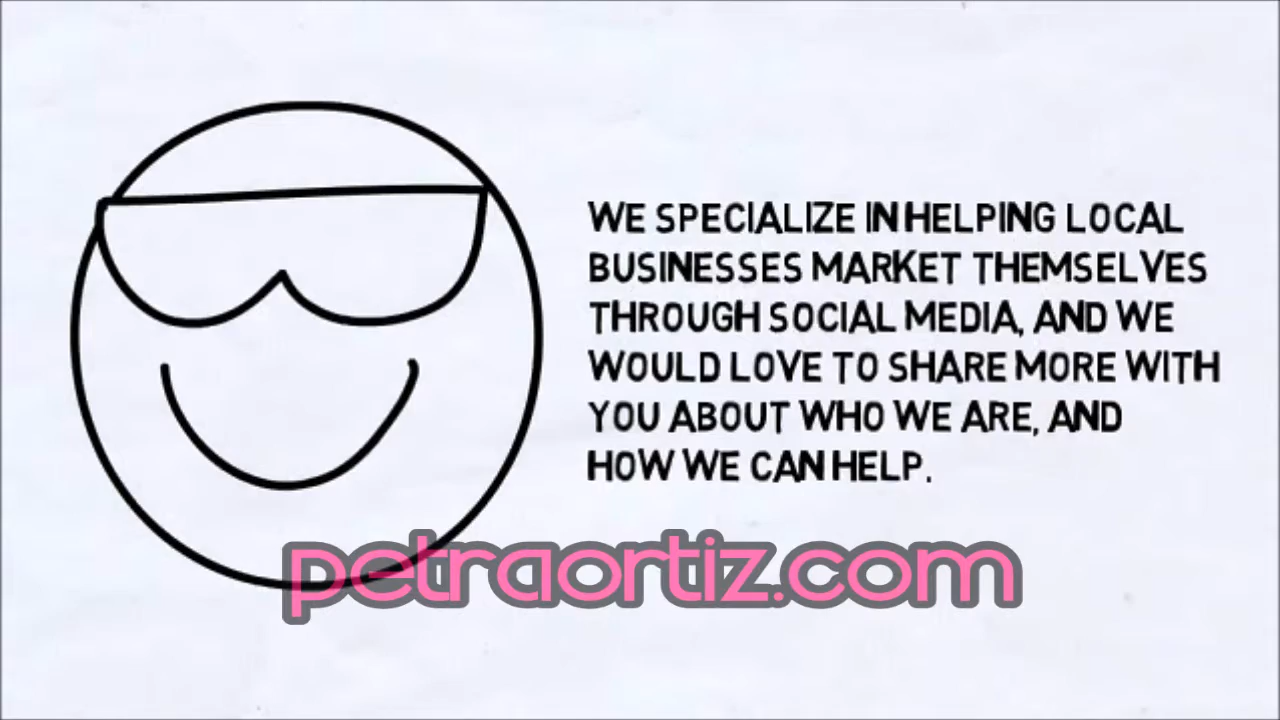 WE SPECIALIZE IN HELPING LOCAL
BUSINESSES MARKET THEMSELVES
THROUGH SOCIAL MEDIA, AND WE
WOULD LOVE TO SHARE MORE WITH
YOU ABOUT WHO WE ARE, AND
HOW WE CAN HELP.
petraortiz.com